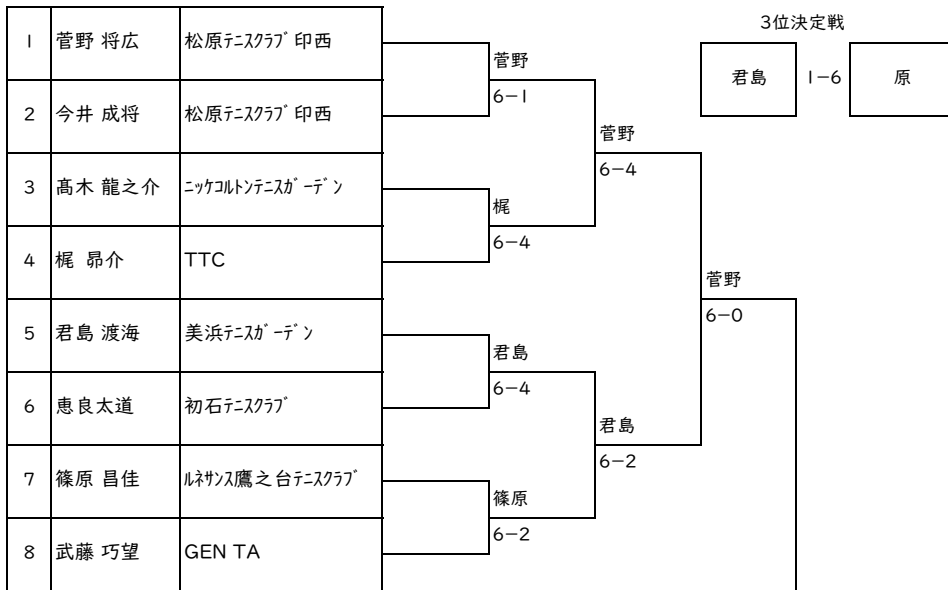 3位決定戦
君島 1-6 原
1 菅野 将広 松原テニスクラブ 印西
菅野
6-1
2 今井 成将 松原テニスクラブ 印西
菅野
6-4
3 髙木 龍之介 ニッケコルトンテニスガーデン
梶
6-4
4 梶 昴介 TTC
菅野
6-0
5 君島 渡海 美浜テニスガーデン
君島
6-4
6 恵良太道 初石テニスクラブ
君島
6-2
7 篠原 昌佳 ルネサンス鷹之台テニスクラブ
篠原
6-2
8 武藤 巧望 GEN TA